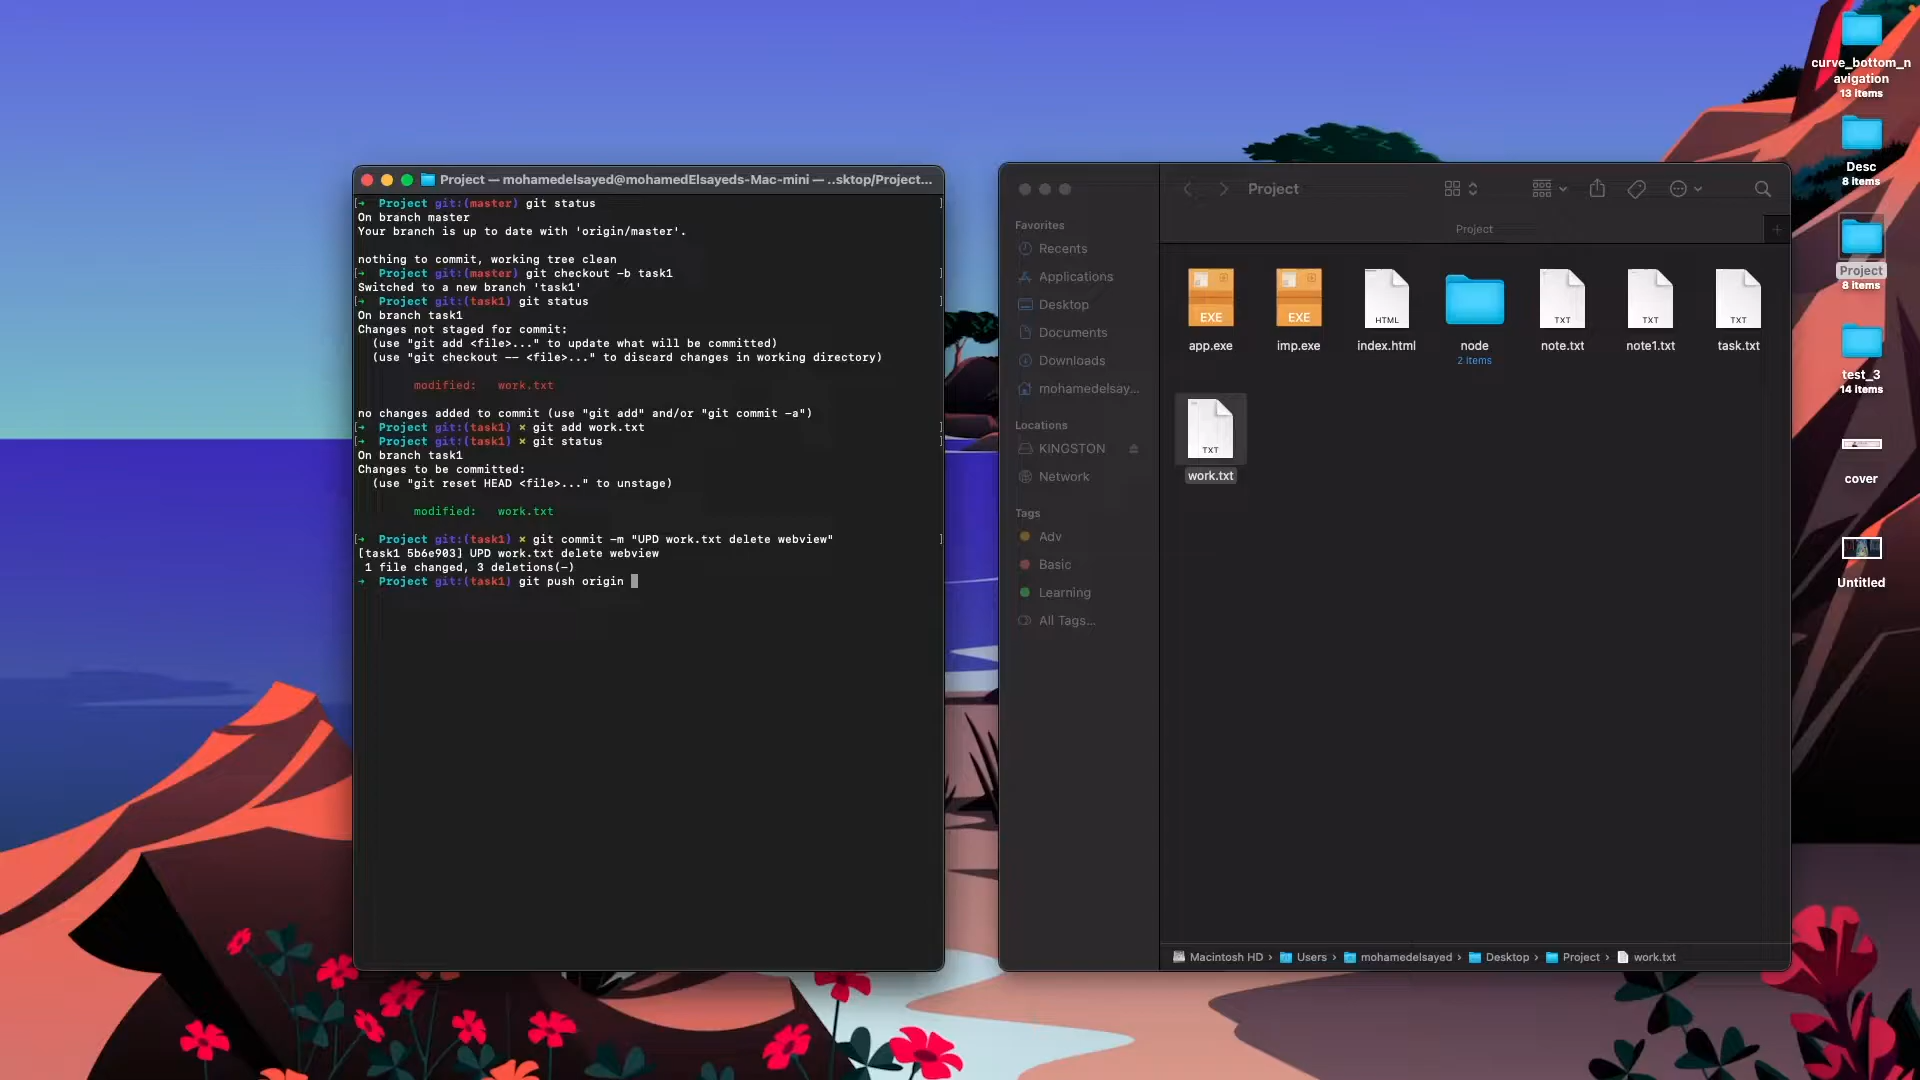 Project — mohamedelsayed@mohamedElsayeds-Mac-mini — ..sktop/Project...
[→ Project git:(master) git status ]
On branch master
Your branch is up to date with 'origin/master'.
nothing to commit, working tree clean
[→ Project git:(master) git checkout -b task1 ]
Switched to a new branch 'task1'
[→ Project git:(task1) git status ]
On branch task1
Changes not staged for commit:
(use "git add <file>..." to update what will be committed)
(use "git checkout -- <file>..." to discard changes in working directory)
modified: work.txt
no changes added to commit (use "git add" and/or "git commit -a")
[→ Project git:(task1) × git add work.txt ]
[→ Project git:(task1) × git status ]
On branch task1
Changes to be committed:
(use "git reset HEAD <file>..." to unstage)
modified: work.txt
[→ Project git:(task1) × git commit -m "UPD work.txt delete webview" ]
[task1 5b6e903] UPD work.txt delete webview
1 file changed, 3 deletions(-)
→ Project git:(task1) git push origin
Project
Favorites
Recents
Applications
Desktop
Documents
Downloads
mohamedelsay...
Locations
KINGSTON
Network
Tags
Adv
Basic
Learning
All Tags...
Project
EXE
EXE
HTML
TXT
TXT
TXT
app.exe
imp.exe
index.html
node
2 items
note.txt
note1.txt
task.txt
TXT
work.txt
Macintosh HD › Users › mohamedelsayed › Desktop › Project › work.txt
curve_bottom_n
avigation
13 items
Desc
8 items
Project
8 items
test_3
14 items
cover
Untitled